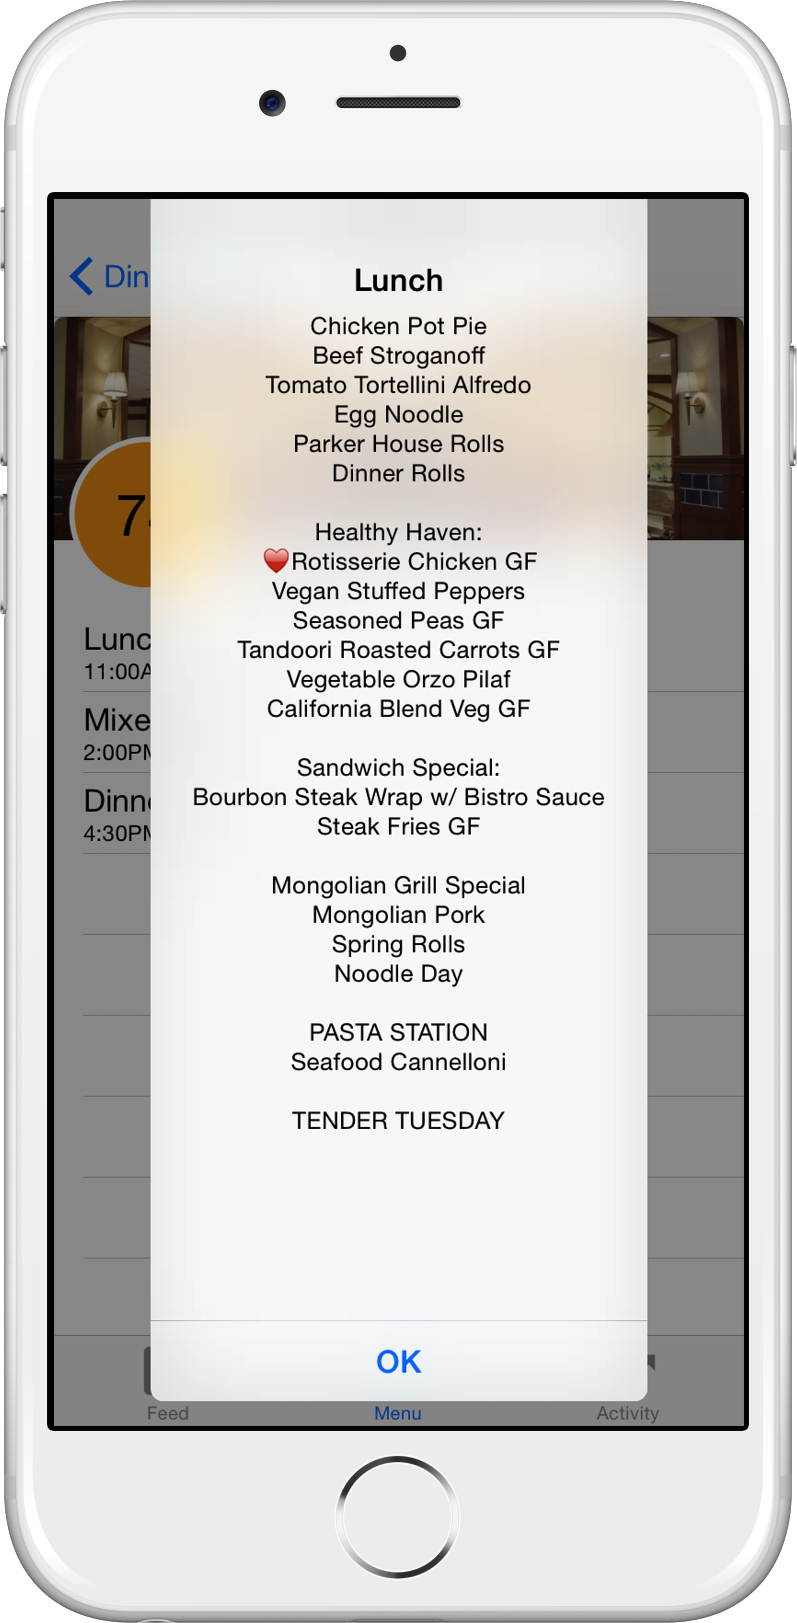 Din
Lunch
Chicken Pot Pie
Beef Stroganoff
Tomato Tortellini Alfredo
Egg Noodle
Parker House Rolls
Dinner Rolls
Healthy Haven:
❤️Rotisserie Chicken GF
Vegan Stuffed Peppers
Seasoned Peas GF
Tandoori Roasted Carrots GF
Vegetable Orzo Pilaf
California Blend Veg GF
Sandwich Special:
Bourbon Steak Wrap w/ Bistro Sauce
Steak Fries GF
Mongolian Grill Special
Mongolian Pork
Spring Rolls
Noodle Day
PASTA STATION
Seafood Cannelloni
TENDER TUESDAY
OK
7
Lunc
11:00A
Mixe
2:00PM
Dinn
4:30PM
Feed
Menu
Activity